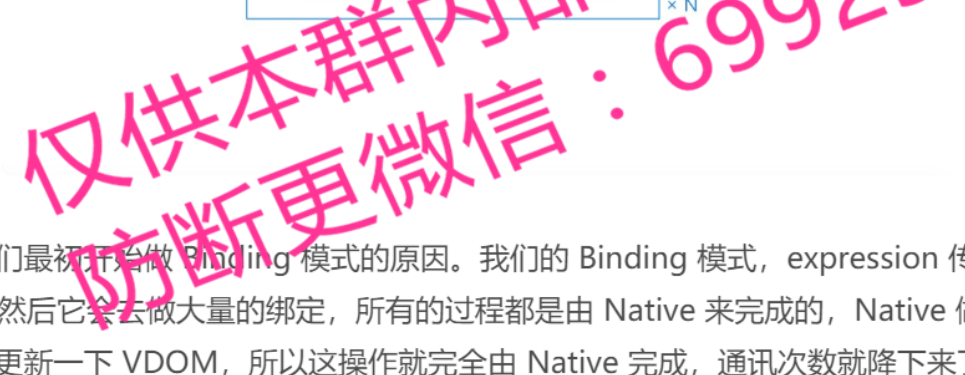 × N
仅供本群内部
防断更微信：6992
们最初开始做 Binding 模式的原因。我们的 Binding 模式，expression 传
然后它会去做大量的绑定，所有的过程都是由 Native 来完成的，Native 做
更新一下 VDOM，所以这操作就完全由 Native 完成，通讯次数就降下来了